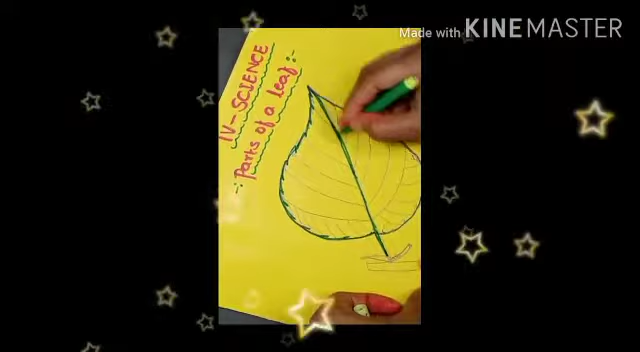 Made with KINEMASTER
IV-SCIENCE
-: Parts of a leaf :-